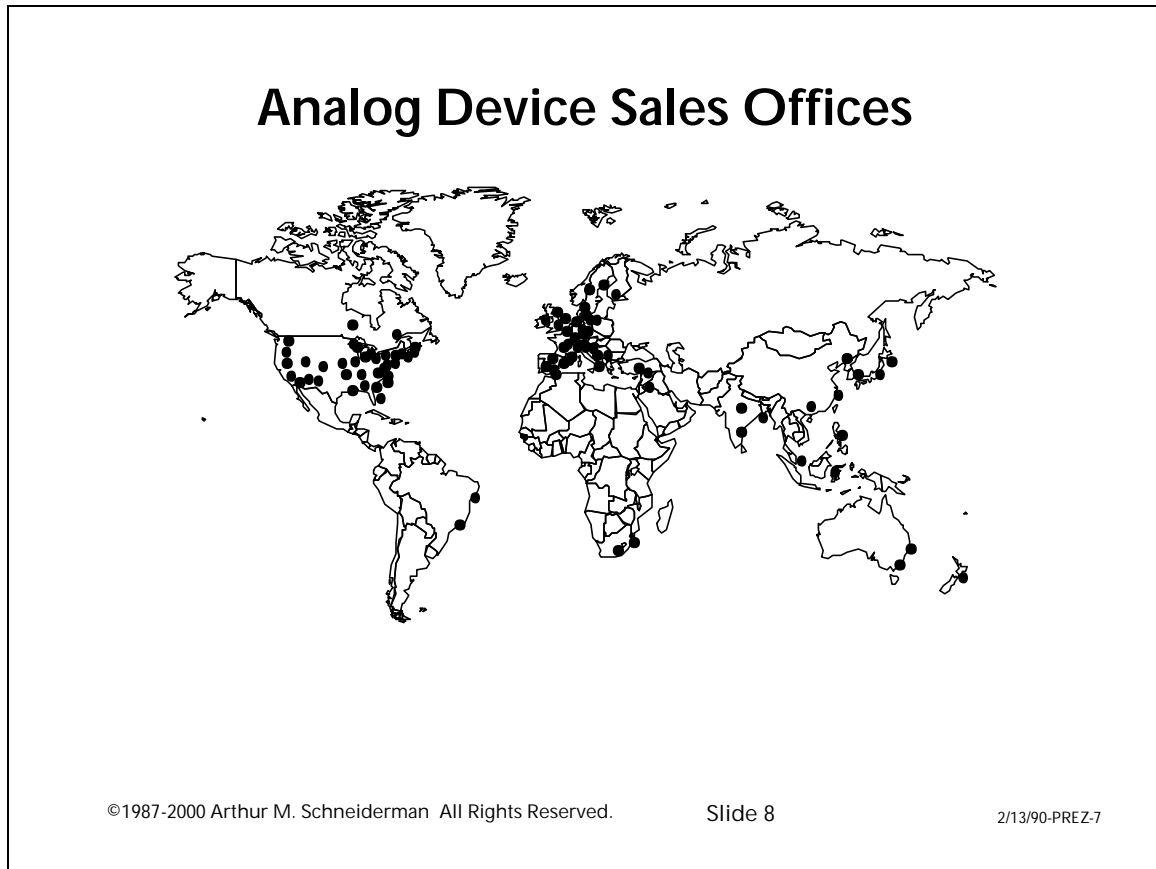 Analog Device Sales Offices
©1987-2000 Arthur M. Schneiderman  All Rights Reserved.
Slide 8
2/13/90-PREZ-7